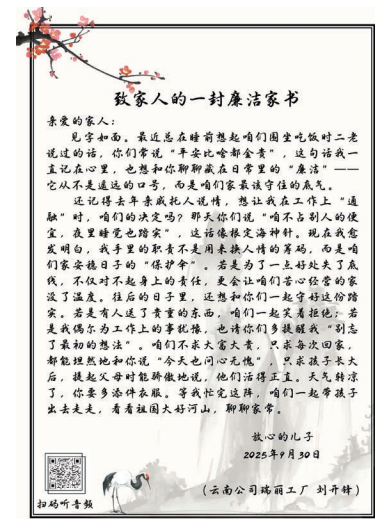 致家人的一封廉洁家书
亲爱的家人：
见字如面。最近总在睡前想起咱们围坐吃饭时二老
说过的话，你们常说“平安比啥都金贵”，这句话我一
直记在心里，也想和你聊聊藏在日常里的“廉洁”——
它从不是遥远的口号，而是咱们家最该守住的底气。
还记得去年亲戚托人说情，想让我在工作上“通
融”时，咱们的决定吗？那天你们说“咱不占别人的便
宜，夜里睡觉也踏实”，这话像根定海神针。现在我愈
发明白，我手里的职责不是用来换人情的筹码，而是咱
们家安稳日子的“保护伞”。若是为了一点好处失了底
线，不仅对不起身上的责任，更会让咱们苦心经营的家
没了温度。往后的日子里，还想和你们一起守好这份踏
实。若是有人送了贵重的东西，咱们一起笑着拒绝；若
是我偶尔为工作上的事犹豫，也请你们多提醒我“别忘
了最初的想法”。咱们不求大富大贵，只求每次回家，
都能坦然地和你说“今天也问心无愧”，只求孩子长大
后，提起父母时能骄傲地说，他们活得正直。天气转凉
了，你要多添件衣服。等我忙完这阵，咱们一起带孩子
出去走走，看看祖国大好河山，聊聊家常。
放心的儿子
2025年9月30日
（云南公司瑞丽工厂 刘开锋）
扫码听音频